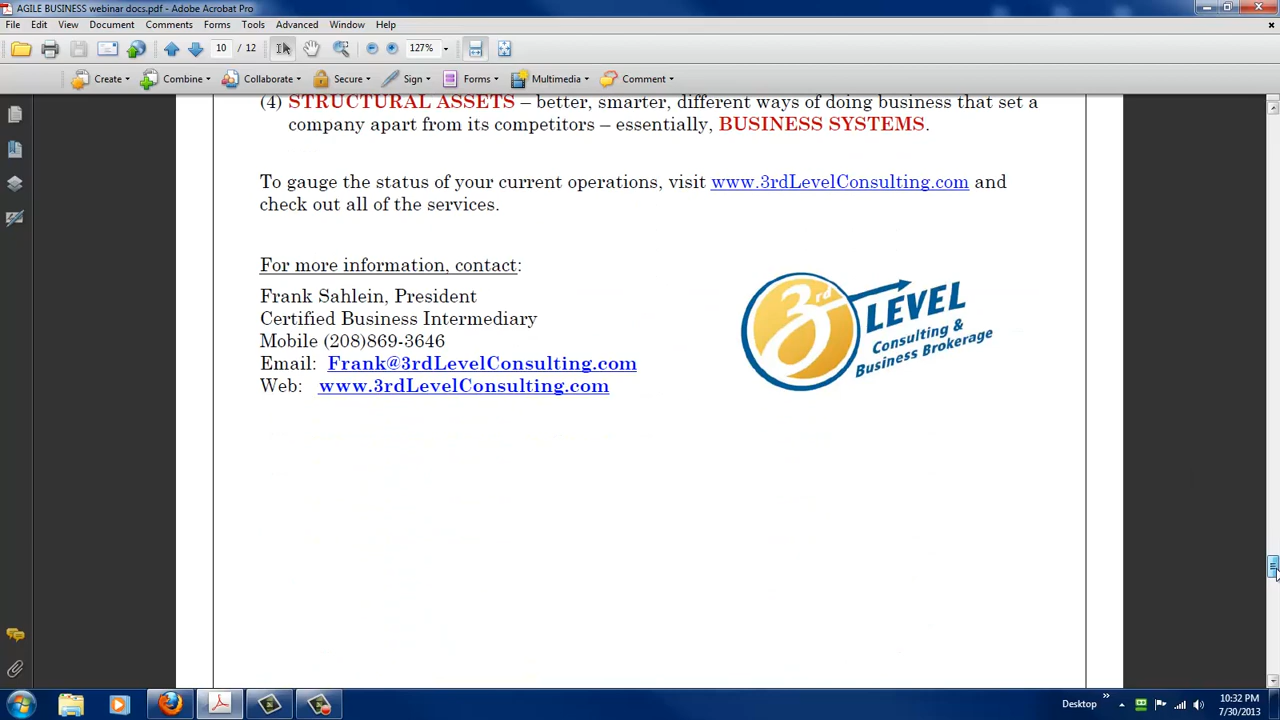 AGILE BUSINESS webinar docs.pdf - Adobe Acrobat Pro
File Edit View Document Comments Forms Tools Advanced Window Help
10 / 12 127%
Create Combine Collaborate Secure Sign Forms Multimedia Comment
(4) STRUCTURAL ASSETS – better, smarter, different ways of doing business that set a
company apart from its competitors – essentially, BUSINESS SYSTEMS.
To gauge the status of your current operations, visit www.3rdLevelConsulting.com and
check out all of the services.
For more information, contact:
Frank Sahlein, President
Certified Business Intermediary
Mobile (208)869-3646
Email: Frank@3rdLevelConsulting.com
Web: www.3rdLevelConsulting.com
3rd LEVEL
Consulting &
Business Brokerage
Desktop
10:32 PM
7/30/2013